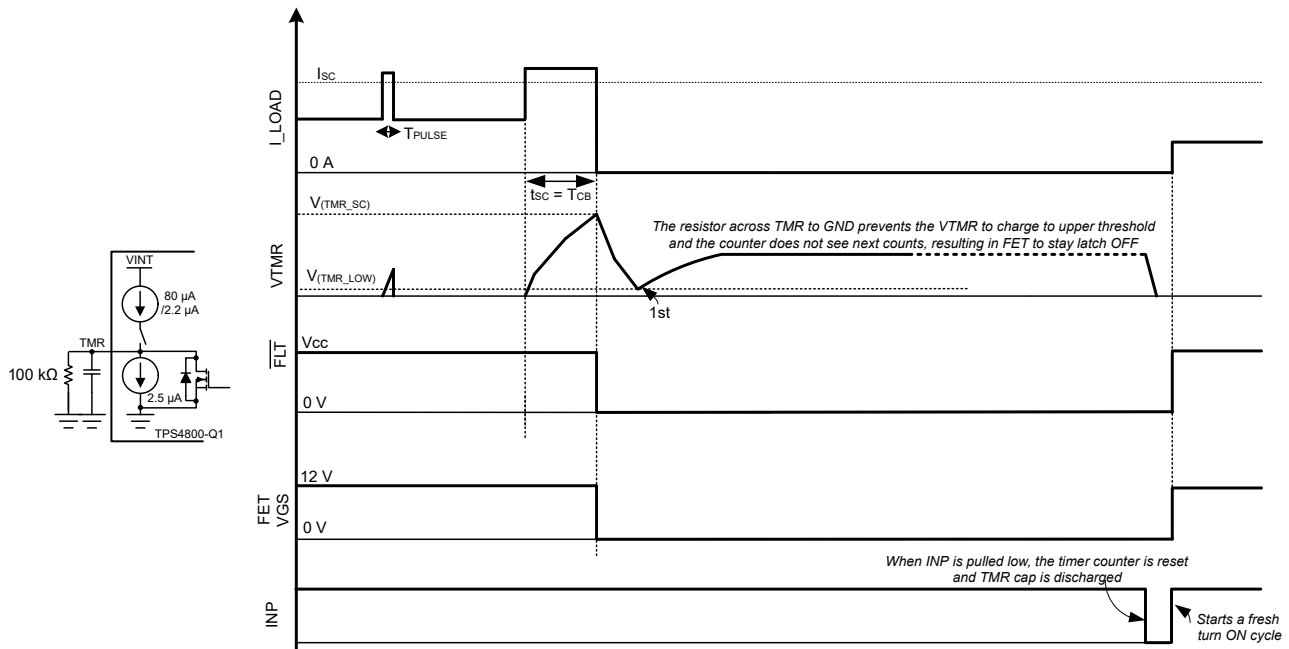 I_LOAD
ISC
TPULSE
0 A
tSC = TCB
VTMR
V(TMR_SC)
V(TMR_LOW)
The resistor across TMR to GND prevents the VTMR to charge to upper threshold
and the counter does not see next counts, resulting in FET to stay latch OFF
1st
VINT
80 µA
/2.2 µA
TMR
100 kΩ
2.5 µA
TPS4800-Q1
FLT
Vcc
0 V
FET
VGS
12 V
0 V
When INP is pulled low, the timer counter is reset
and TMR cap is discharged
INP
Starts a fresh
turn ON cycle